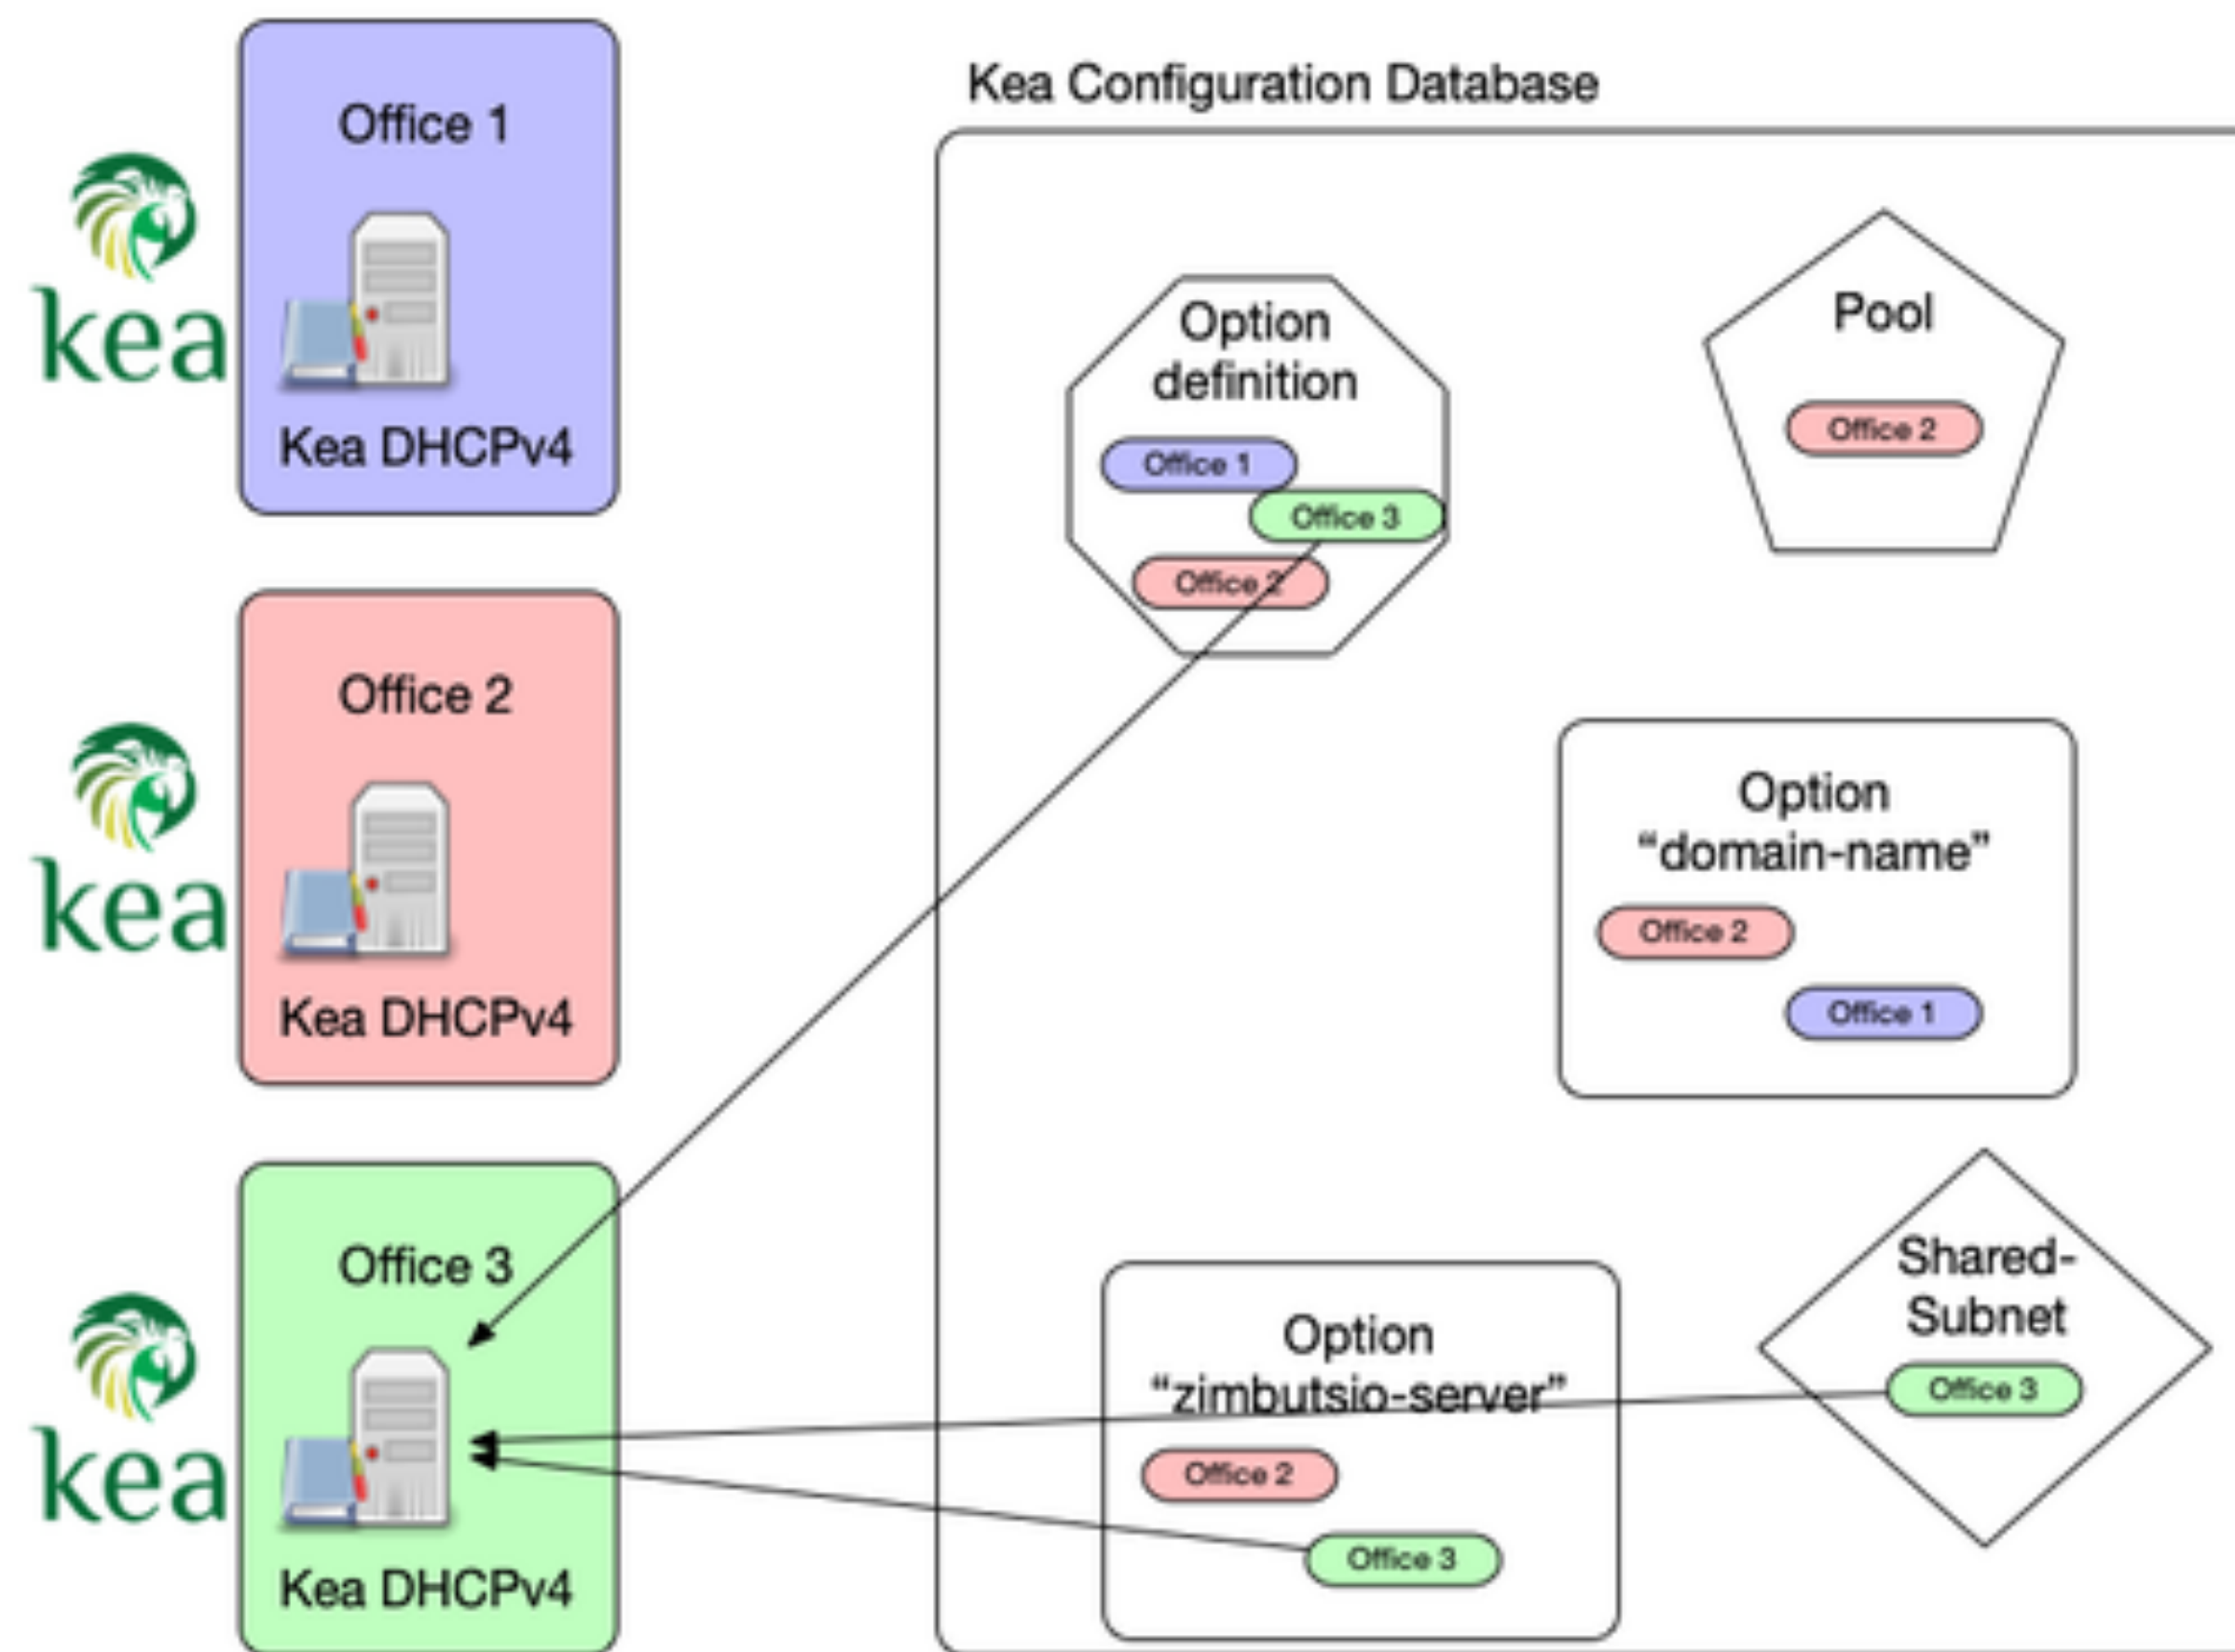 Office 1
kea
Kea DHCPv4
Office 2
kea
Kea DHCPv4
Office 3
kea
Kea DHCPv4
Kea Configuration Database
Option
definition
Office 1
Office 3
Office 2
Pool
Office 2
Option
“domain-name”
Office 2
Office 1
Option
“zimbutsio-server”
Office 2
Office 3
Shared-
Subnet
Office 3